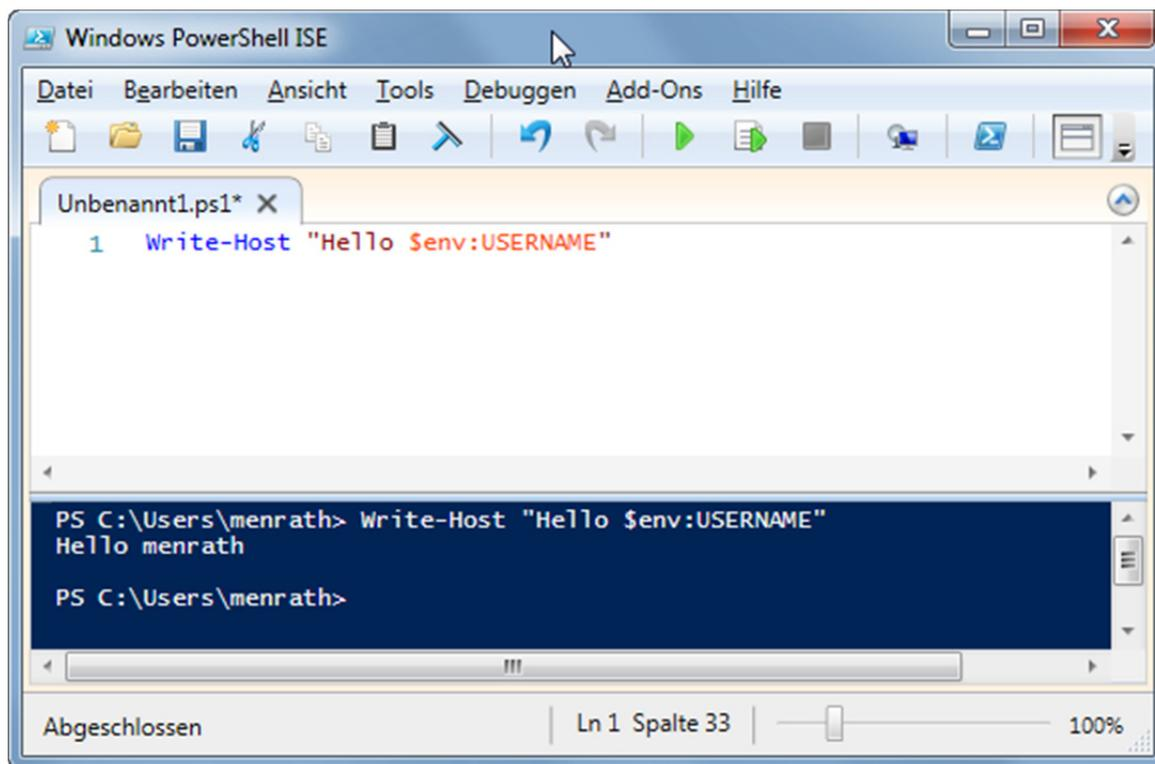 Windows PowerShell ISE
Datei Bearbeiten Ansicht Tools Debuggen Add-Ons Hilfe
Unbenannt1.ps1*
1 Write-Host "Hello $env:USERNAME"
PS C:\Users\menrath> Write-Host "Hello $env:USERNAME"
Hello menrath
PS C:\Users\menrath>
Abgeschlossen Ln 1 Spalte 33 100%